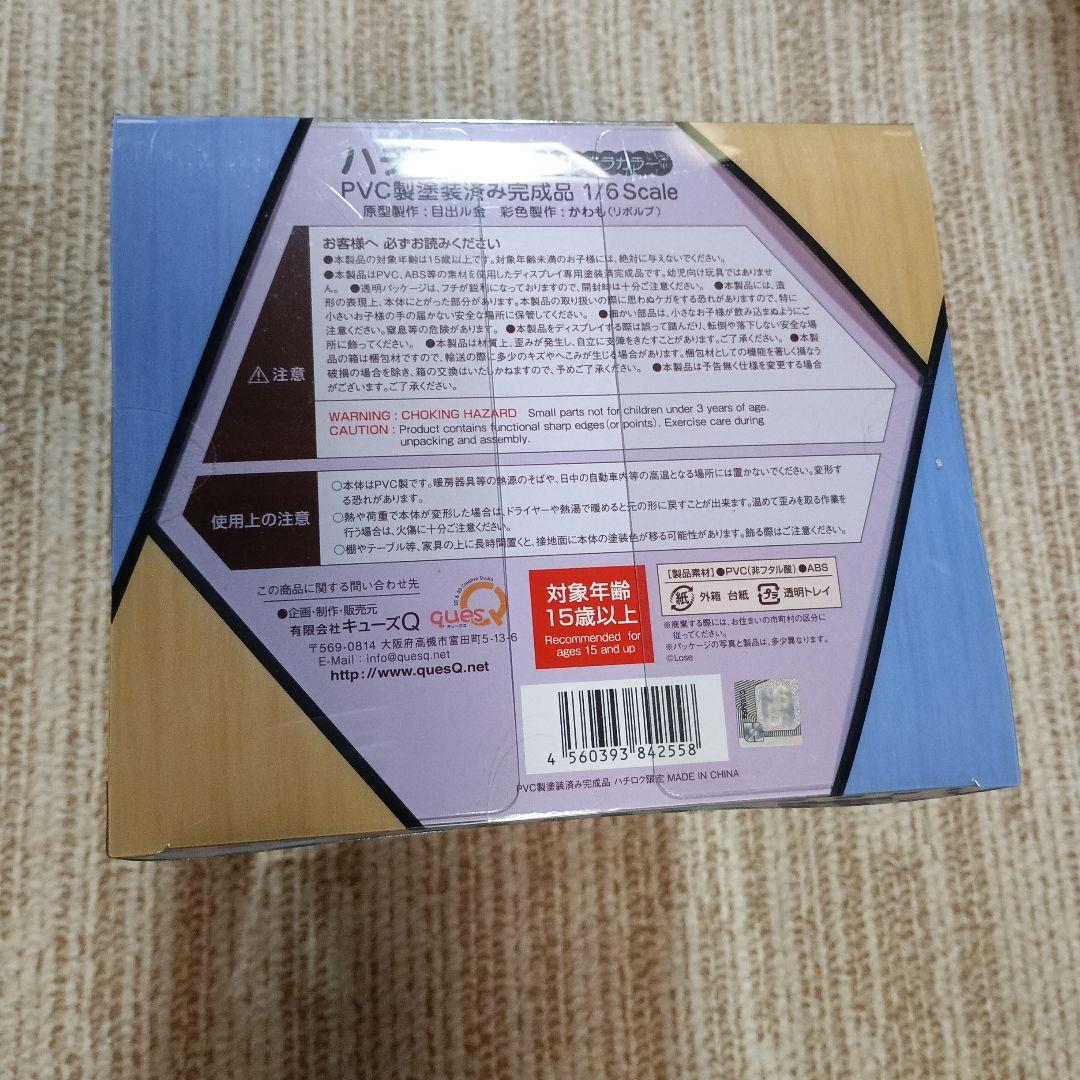 ラカラー
PVC製塗装済み完成品 1/6 Scale
原型製作：目出ル金 彩色製作：かわも(リボルブ)
お客様へ 必ずお読みください
●本製品の対象年齢は15歳以上です。対象年齢未満のお子様には、絶対に与えないでください。
●本製品はPVC、ABS等の素材を使用したディスプレイ専用塗装済完成品です。幼児向け玩具ではありませ
ん。 ●透明パッケージは、フチが鋭利になっておりますので、開封時は十分ご注意ください。 ●本製品には、造
形の表現上、本体にとがった部分があります。本製品の取り扱いの際に思わぬケガをする恐れがありますので、特に
小さいお子様の手の届かない安全な場所に保管してください。 ●細かい部品は、小さなお子様が飲み込まぬようにご
注意ください。窒息等の危険があります。 ●本製品をディスプレイする際は誤って踏んだり、転倒や落下しない安全な場
所に飾ってください。 ●本製品は材質上、歪みが発生し、自立に支障をきたすことがあります。ご了承ください。 ●本製
品の箱は梱包材ですので、輸送の際に多少のキズやへこみが生じる場合があります。梱包材としての機能を著しく損なう
破損の場合を除き、箱の交換はいたしかねますので、予めご了承ください。 ●本製品は予告無く仕様を変更する場合
がございます。ご了承ください。
⚠注意
WARNING : CHOKING HAZARD Small parts not for children under 3 years of age.
CAUTION : Product contains functional sharp edges(or points). Exercise care during
unpacking and assembly.
使用上の注意
○本体はPVC製です。暖房器具等の熱源のそばや、日中の自動車内等の高温となる場所には置かないでください。変形す
る恐れがあります。
○熱や荷重で本体が変形した場合は、ドライヤーや熱湯で暖めると元の形に戻すことが出来ます。温めて歪みを取る作業を
行う場合は、火傷に十分ご注意ください。
○棚やテーブル等、家具の上に長時間置くと、接地面に本体の塗装色が移る可能性があります。飾る際はご注意ください。
この商品に関する問い合わせ先
●企画・制作・販売元
有限会社キューズQ
〒569-0814 大阪府高槻市富田町5-13-6
E-Mail : info@quesq.net
http://www.quesQ.net
2D & 3D Creative Studio
quesQ
キューズQ
対象年齢
15歳以上
Recommended for
ages 15 and up
[製品素材] ●PVC(非フタル酸) ●ABS
紙 外箱 台紙 プラ 透明トレイ
※廃棄する際には、お住まいの市町村の区分に
従ってください。
※パッケージの写真と製品は、多少異なります。
©Lose
4 560393 842558
PVC製塗装済み完成品 ハチロク限定 MADE IN CHINA